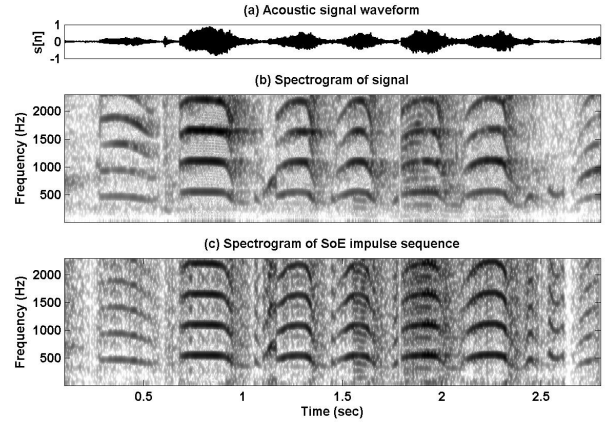 (a) Acoustic signal waveform
1
0
-1
s[n]
(b) Spectrogram of signal
2000
1500
1000
500
Frequency (Hz)
(c) Spectrogram of SoE impulse sequence
2000
1500
1000
500
Frequency (Hz)
0.5 1 1.5 2 2.5
Time (sec)